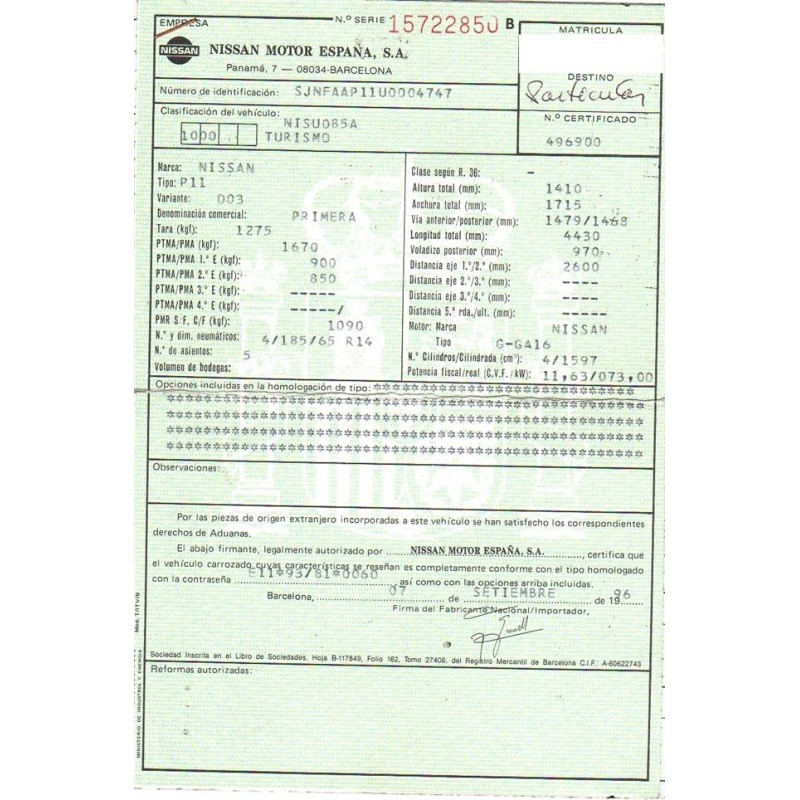 EMPRESA
N.º SERIE 15722850 B
MATRICULA
NISSAN NISSAN MOTOR ESPAÑA, S.A.
Panamá, 7 — 08034-BARCELONA
DESTINO
Particular
Número de identificación: SJNFAAP11U0004747
N.º CERTIFICADO
496900
Clasificación del vehículo: NISU085A
1000 TURISMO
Marca: NISSAN
Tipo: P11
Variante: 003
Denominación comercial: PRIMERA
Tara (kgf): 1275
PTMA/PMA (kgf): 1670
PTMA/PMA 1.º E (kgf): 900
PTMA/PMA 2.º E (kgf): 850
PTMA/PMA 3.º E (kgf): -----
PTMA/PMA 4.º E (kgf): -----/
PMR S/F, C/F (kgf): 1090
N.º y dim. neumáticos: 4/185/65 R14
N.º de asientos: 5
Volumen de bodegas:
Clase según R. 36: -
Altura total (mm): 1410
Anchura total (mm): 1715
Vía anterior/posterior (mm): 1479/1468
Longitud total (mm): 4430
Voladizo posterior (mm): 970
Distancia eje 1.º/2.º (mm): 2600
Distancia eje 2.º/3.º (mm): ----
Distancia eje 3.º/4.º (mm): ----
Distancia 5.ª rda./ult. (mm): ----
Motor: Marca NISSAN
Tipo G-GA16
N.º Cilindros/Cilindrada (cm³) 4/1597
Potencia fiscal/real (C.V.F./kW): 11,63/073,00
Opciones incluidas en la homologación de tipo:
Observaciones:
Por las piezas de origen extranjero incorporadas a este vehículo se han satisfecho los correspondientes
derechos de Aduanas.
El abajo firmante, legalmente autorizado por NISSAN MOTOR ESPAÑA, S.A. , certifica que
el vehículo carrozado cuyas características se reseñan es completamente conforme con el tipo homologado
con la contraseña E11*93/81*0060 , así como con las opciones arriba incluidas.
Barcelona, 07 de SETIEMBRE de 1996
Firma del Fabricante Nacional/Importador,
Sociedad Inscrita en el Libro de Sociedades, Hoja B-117849, Folio 162, Tomo 27406, del Registro Mercantil de Barcelona C.I.F.: A-60622743
Reformas autorizadas:
MINISTERIO DE INDUSTRIA Y ENERGIA Mod. T/ITV/B